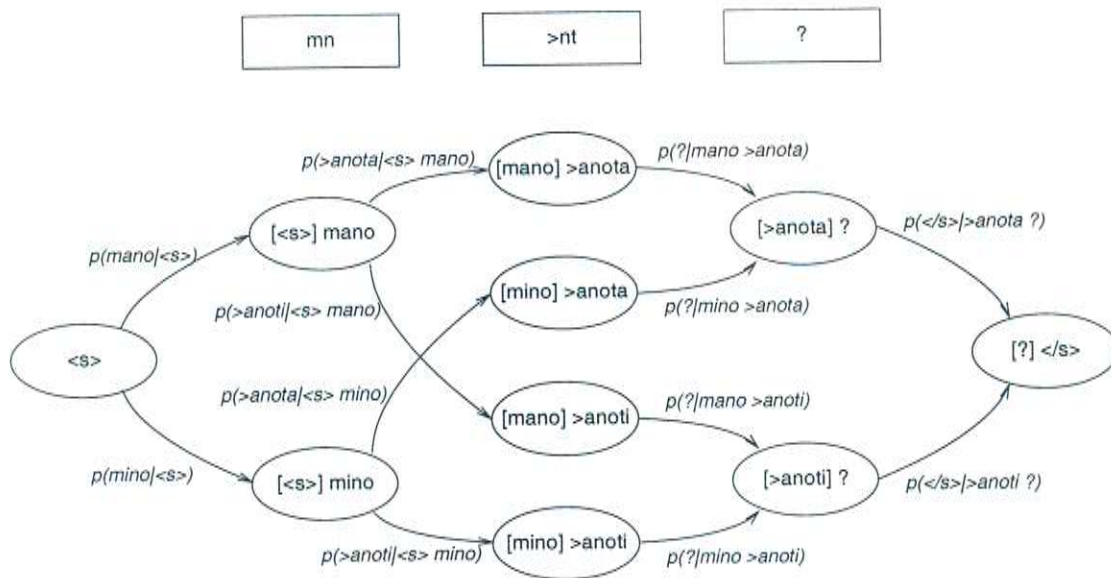 mn
>nt
?
p(>anota|<s> mano)
[mano] >anota
p(?|mano >anota)
[<s>] mano
[>anota] ?
p(</s>|>anota ?)
p(mano|<s>)
[mino] >anota
p(>anoti|<s> mano)
p(?|mino >anota)
<s>
[?] </s>
p(>anota|<s> mino)
[mano] >anoti
p(?|mano >anoti)
p(mino|<s>)
[<s>] mino
[>anoti] ?
p(</s>|>anoti ?)
p(>anoti|<s> mino)
[mino] >anoti
p(?|mino >anoti)